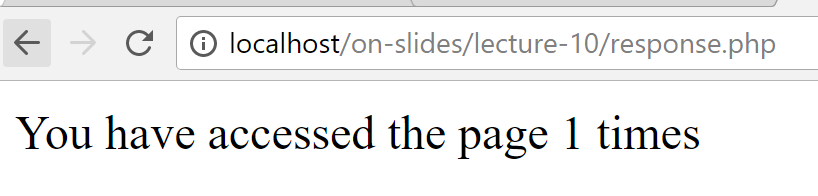 localhost/on-slides/lecture-10/response.php
You have accessed the page 1 times